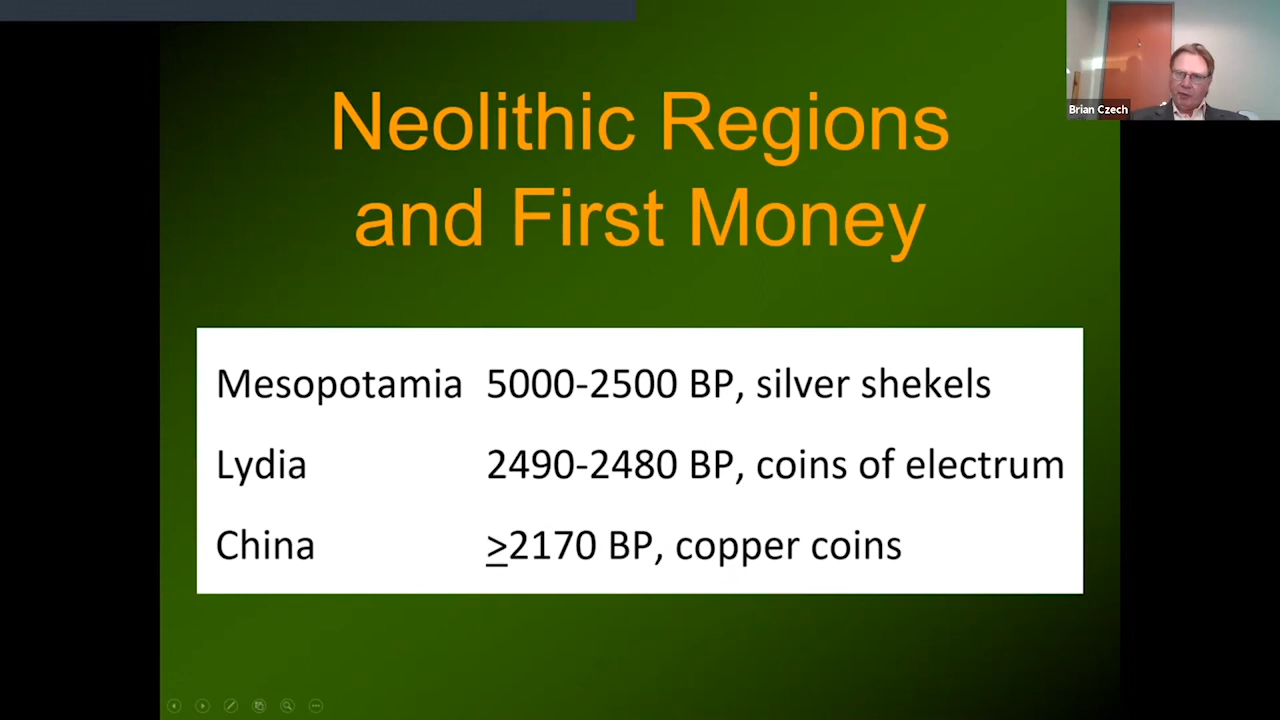 Neolithic Regions
and First Money
Brian Czech
Mesopotamia 5000-2500 BP, silver shekels
Lydia 2490-2480 BP, coins of electrum
China ≥2170 BP, copper coins